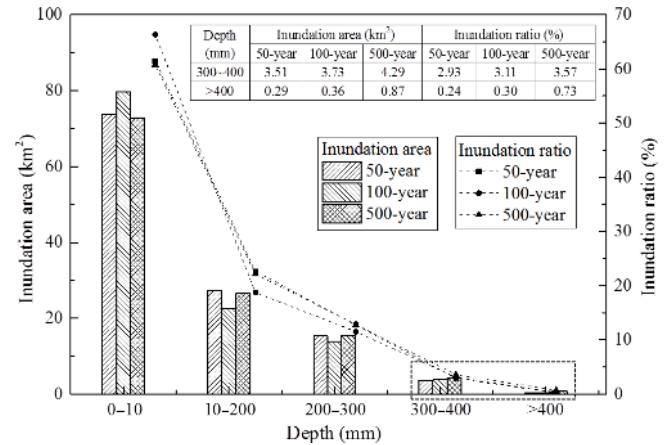 100
80
60
40
20
0
Inundation area (km²)
70
60
50
40
30
20
10
0
Inundation ratio (%)
Depth (mm) Inundation area (km²) Inundation ratio (%)
50-year 100-year 500-year 50-year 100-year 500-year
300~400 3.51 3.73 4.29 2.93 3.11 3.57
>400 0.29 0.36 0.87 0.24 0.30 0.73
Inundation area
50-year
100-year
500-year
Inundation ratio
50-year
100-year
500-year
0-10 10-200 200-300 300-400 >400
Depth (mm)